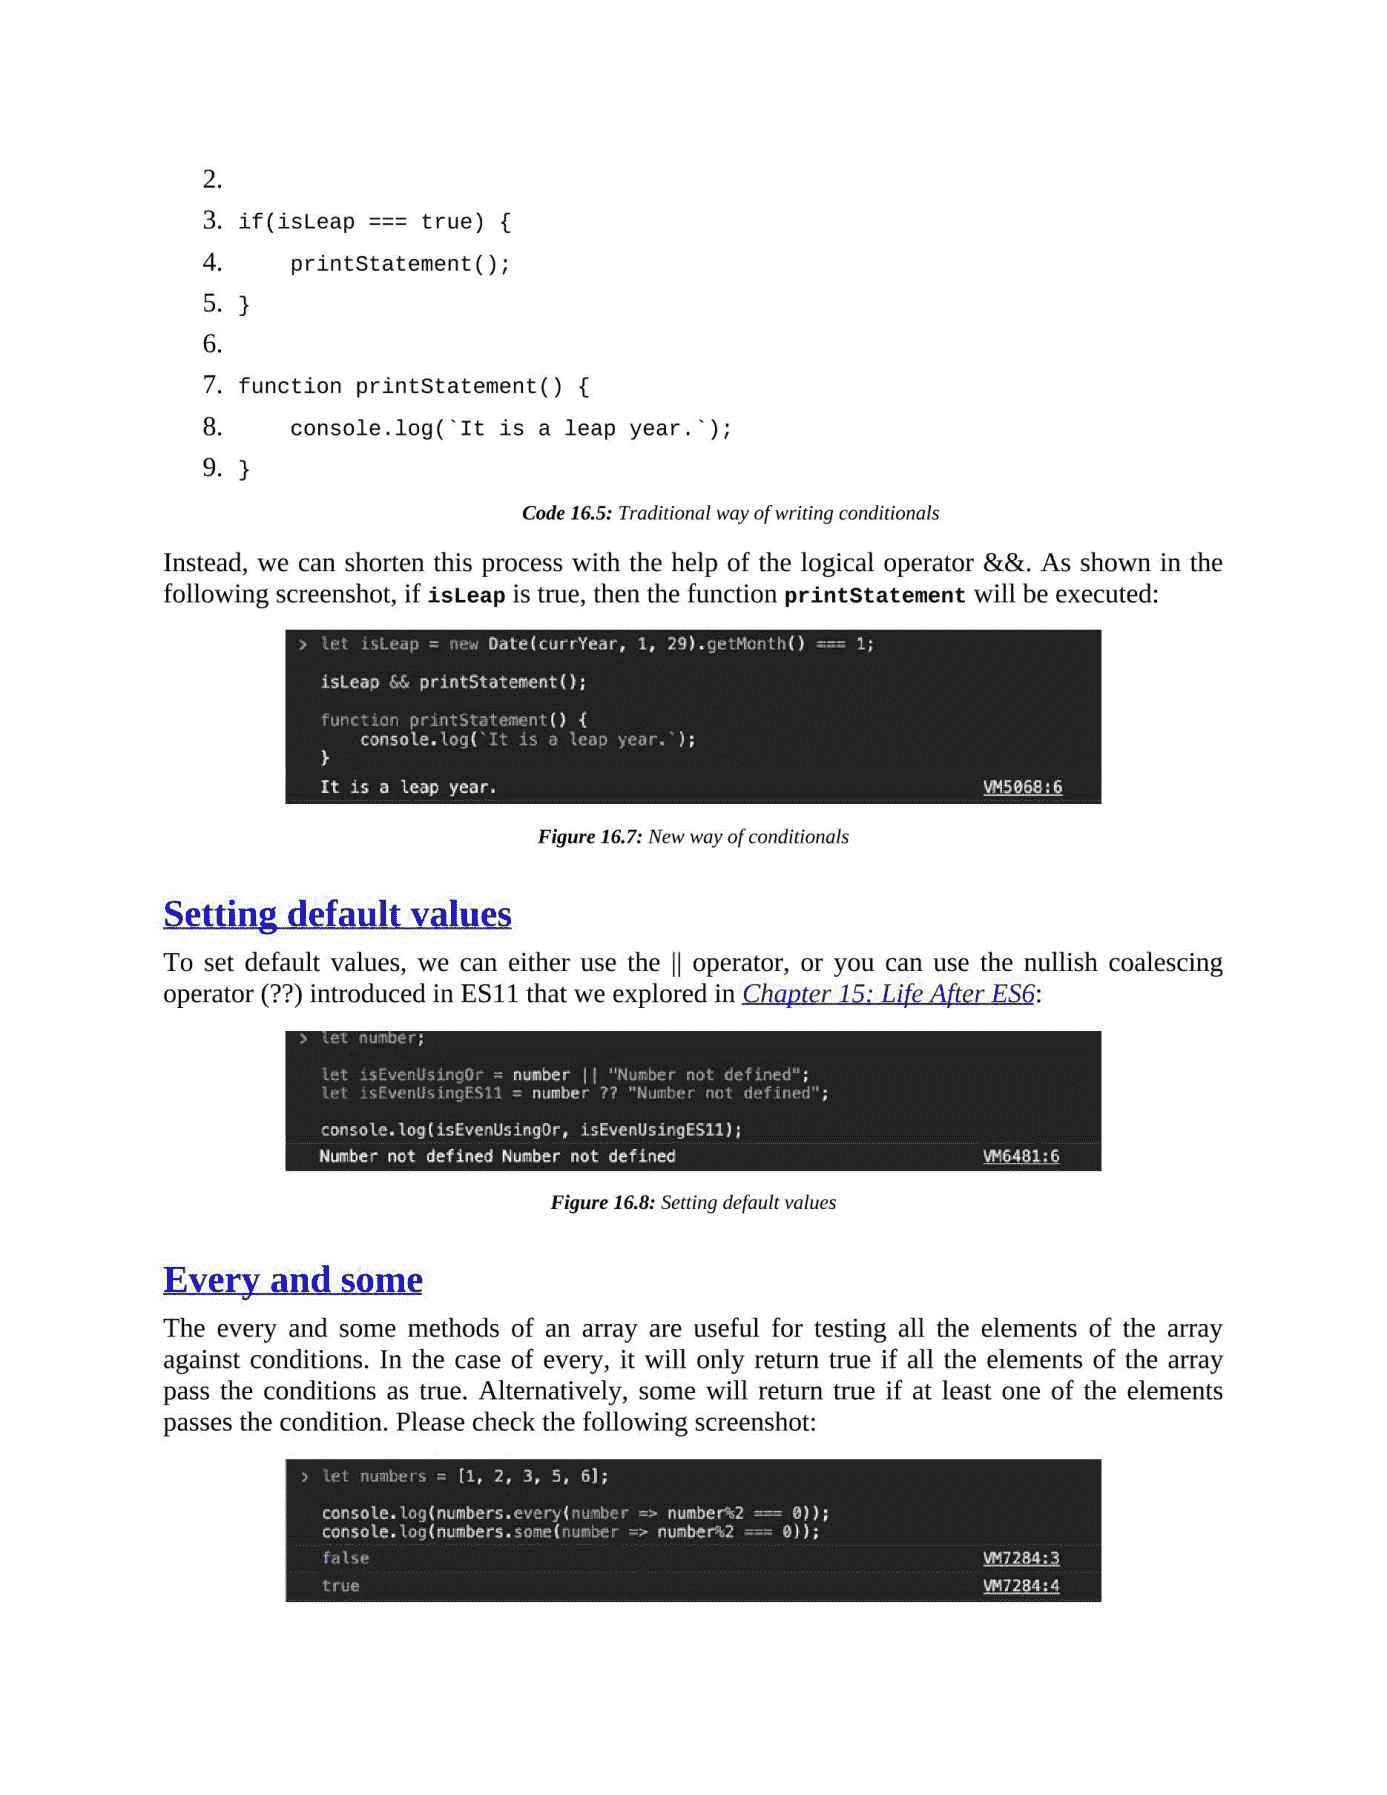 2.
3. if(isLeap === true) {
4.     printStatement();
5. }
6.
7. function printStatement() {
8.     console.log(`It is a leap year.`);
9. }
Code 16.5: Traditional way of writing conditionals
Instead, we can shorten this process with the help of the logical operator &&. As shown in the
following screenshot, if isLeap is true, then the function printStatement will be executed:
> let isLeap = new Date(currYear, 1, 29).getMonth() === 1;
isLeap && printStatement();
function printStatement() {
    console.log(`It is a leap year.`);
}
It is a leap year. VM5068:6
Figure 16.7: New way of conditionals
Setting default values
To set default values, we can either use the || operator, or you can use the nullish coalescing
operator (??) introduced in ES11 that we explored in Chapter 15: Life After ES6:
> let number;
let isEvenUsingOr = number || "Number not defined";
let isEvenUsingES11 = number ?? "Number not defined";
console.log(isEvenUsingOr, isEvenUsingES11);
Number not defined Number not defined VM6481:6
Figure 16.8: Setting default values
Every and some
The every and some methods of an array are useful for testing all the elements of the array
against conditions. In the case of every, it will only return true if all the elements of the array
pass the conditions as true. Alternatively, some will return true if at least one of the elements
passes the condition. Please check the following screenshot:
> let numbers = [1, 2, 3, 5, 6];
console.log(numbers.every(number => number%2 === 0));
console.log(numbers.some(number => number%2 === 0));
false VM7284:3
true VM7284:4